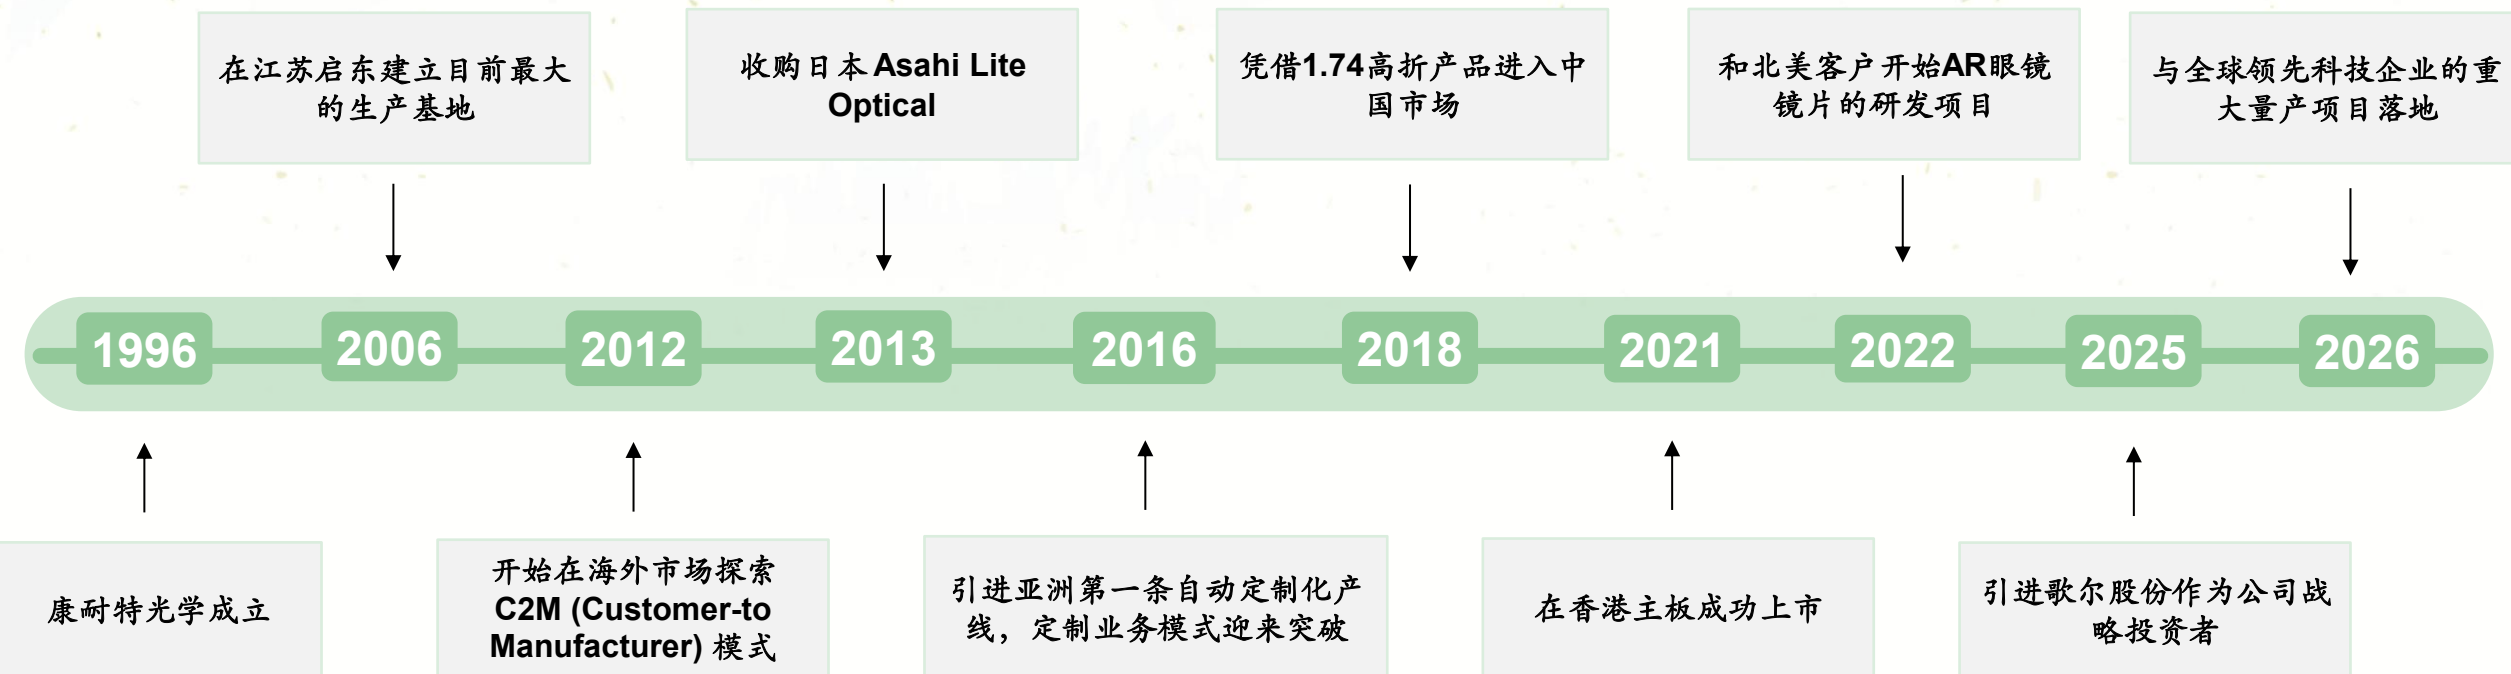 在江苏启东建立目前最大
的生产基地
收购日本 Asahi Lite
Optical
凭借1.74高折产品进入中
国市场
和北美客户开始AR眼镜
镜片的研发项目
与全球领先科技企业的重
大量产项目落地
1996
2006
2012
2013
2016
2018
2021
2022
2025
2026
康耐特光学成立
开始在海外市场探索
C2M (Customer-to
Manufacturer) 模式
引进亚洲第一条自动定制化产
线，定制业务模式迎来突破
在香港主板成功上市
引进歌尔股份作为公司战
略投资者